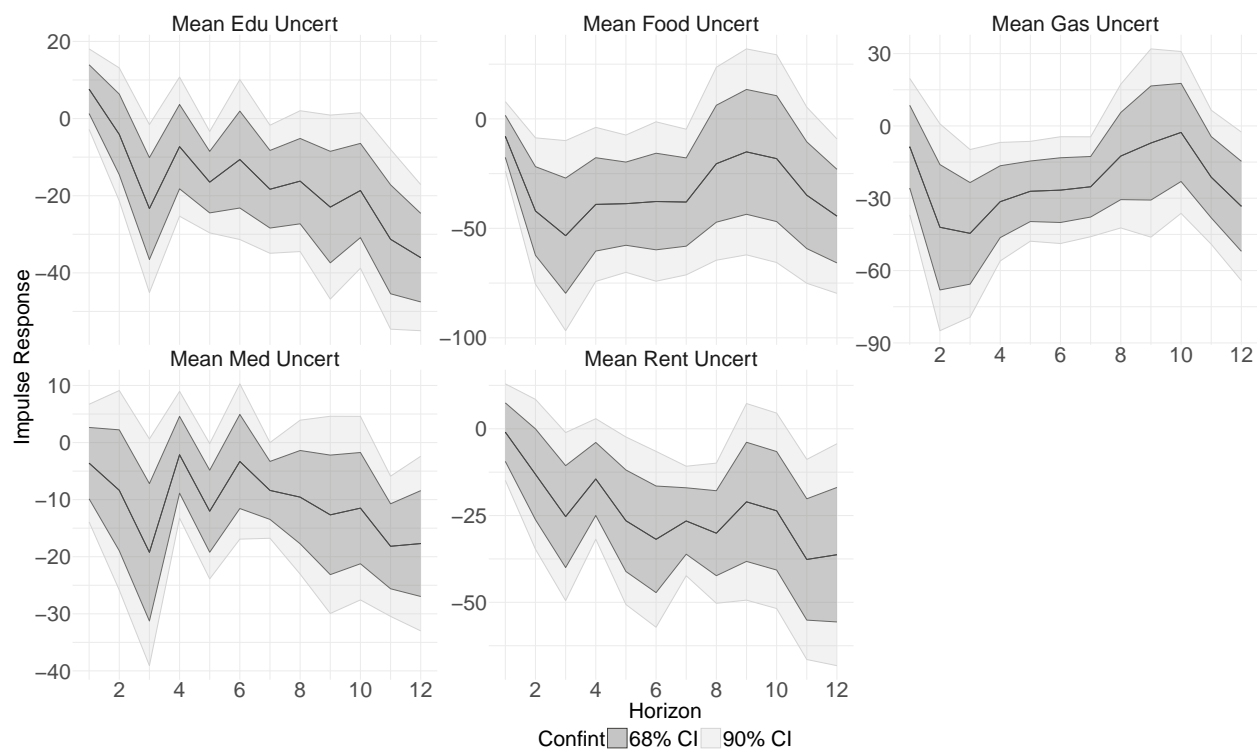 Mean Edu Uncert
Mean Food Uncert
Mean Gas Uncert
20
0
−20
−40
0
−50
−100
30
0
−30
−60
−90
2 4 6 8 10 12
Mean Med Uncert
Mean Rent Uncert
10
0
−10
−20
−30
−40
0
−25
−50
2 4 6 8 10 12
2 4 6 8 10 12
Impulse Response
Horizon
Confint 68% CI 90% CI